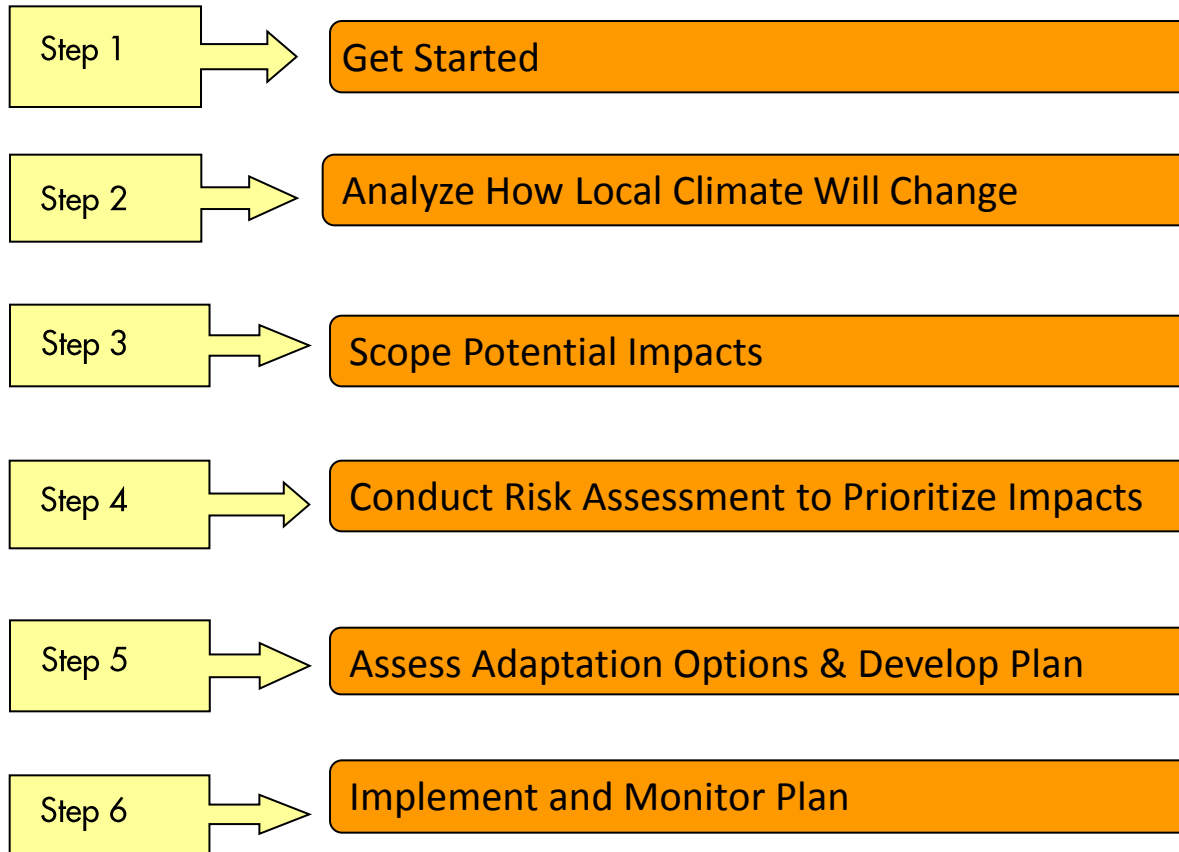 Step 1
Get Started
Step 2
Analyze How Local Climate Will Change
Step 3
Scope Potential Impacts
Step 4
Conduct Risk Assessment to Prioritize Impacts
Step 5
Assess Adaptation Options & Develop Plan
Step 6
Implement and Monitor Plan